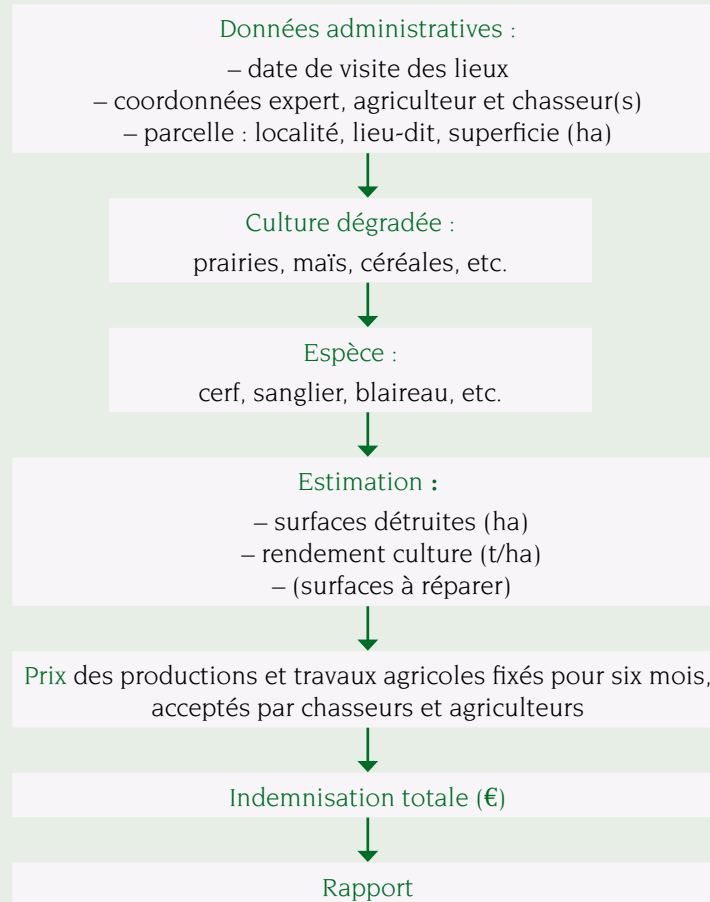 Données administratives :
– date de visite des lieux
– coordonnées expert, agriculteur et chasseur(s)
– parcelle : localité, lieu-dit, superficie (ha)
Culture dégradée :
prairies, maïs, céréales, etc.
Espèce :
cerf, sanglier, blaireau, etc.
Estimation :
– surfaces détruites (ha)
– rendement culture (t/ha)
– (surfaces à réparer)
Prix des productions et travaux agricoles fixés pour six mois,
acceptés par chasseurs et agriculteurs
Indemnisation totale (€)
Rapport